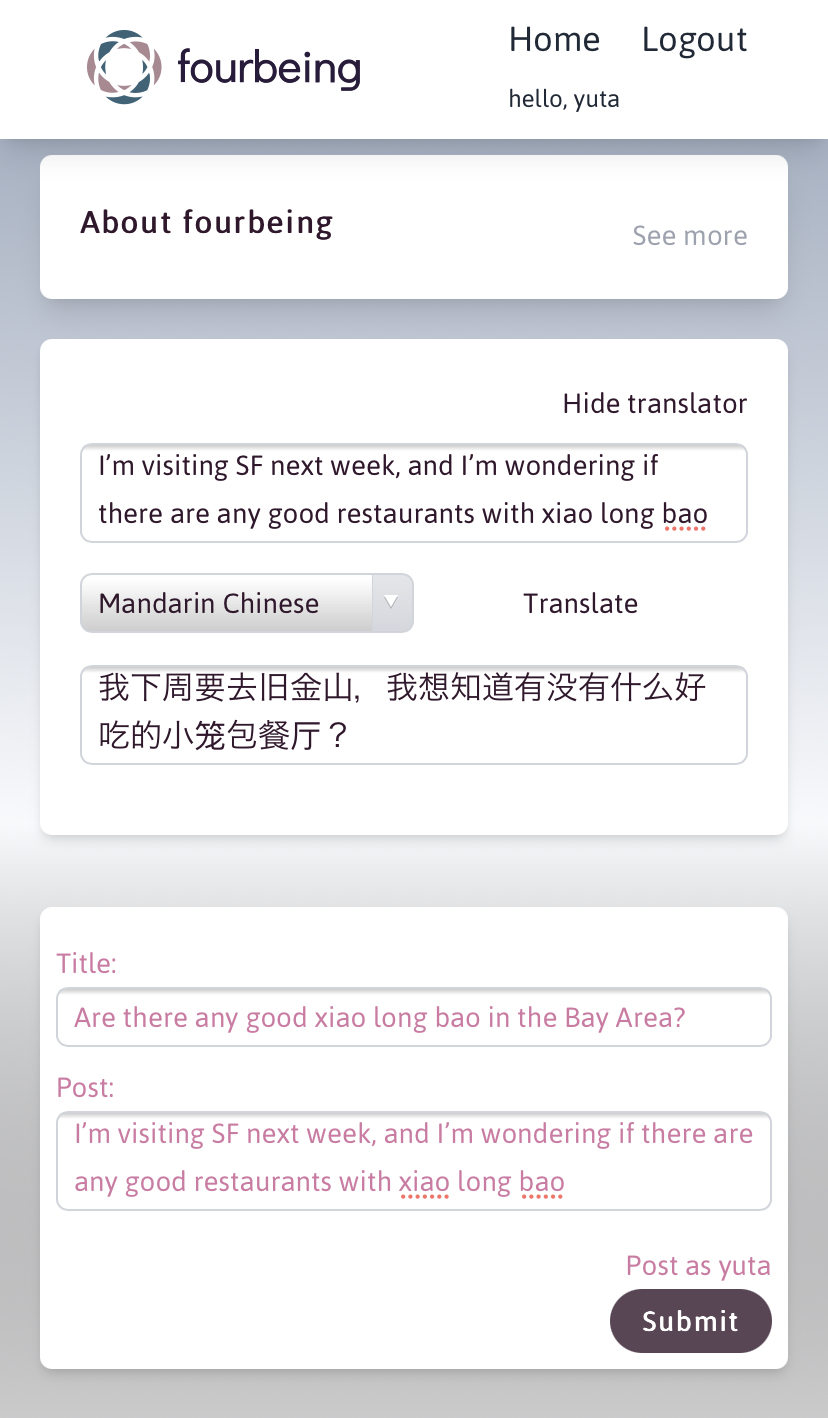 fourbeing
Home Logout
hello, yuta
About fourbeing
See more
Hide translator
I’m visiting SF next week, and I’m wondering if
there are any good restaurants with xiao long bao
Mandarin Chinese
Translate
我下周要去旧金山，我想知道有没有什么好
吃的小笼包餐厅？
Title:
Are there any good xiao long bao in the Bay Area?
Post:
I’m visiting SF next week, and I’m wondering if there are
any good restaurants with xiao long bao
Post as yuta
Submit